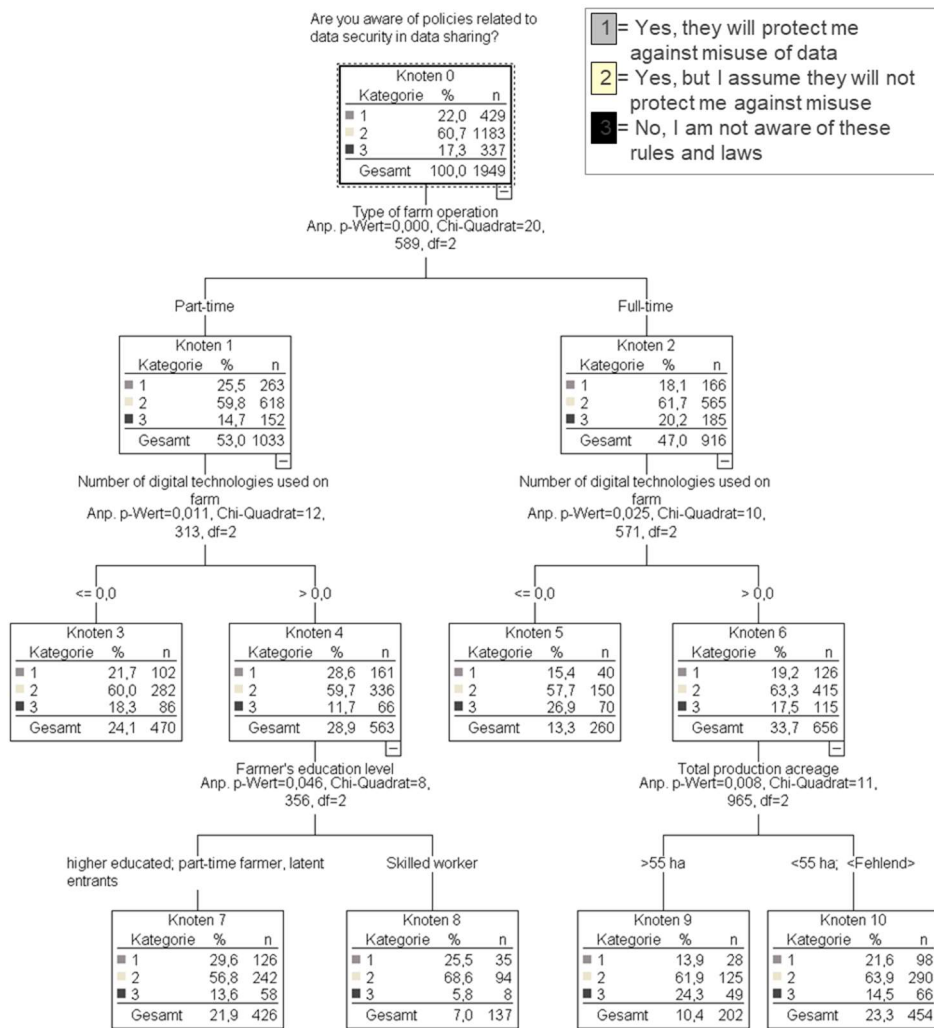 Are you aware of policies related to
data security in data sharing?
1 = Yes, they will protect me
against misuse of data
2 = Yes, but I assume they will not
protect me against misuse
3 = No, I am not aware of these
rules and laws
Knoten 0
Kategorie % n
1 22,0 429
2 60,7 1183
3 17,3 337
Gesamt 100,0 1949
Type of farm operation
Anp. p-Wert=0,000, Chi-Quadrat=20,
589, df=2
Part-time
Full-time
Knoten 1
Kategorie % n
1 25,5 263
2 59,8 618
3 14,7 152
Gesamt 53,0 1033
Knoten 2
Kategorie % n
1 18,1 166
2 61,7 565
3 20,2 185
Gesamt 47,0 916
Number of digital technologies used on
farm
Anp. p-Wert=0,011, Chi-Quadrat=12,
313, df=2
Number of digital technologies used on
farm
Anp. p-Wert=0,025, Chi-Quadrat=10,
571, df=2
<= 0,0
> 0,0
<= 0,0
> 0,0
Knoten 3
Kategorie % n
1 21,7 102
2 60,0 282
3 18,3 86
Gesamt 24,1 470
Knoten 4
Kategorie % n
1 28,6 161
2 59,7 336
3 11,7 66
Gesamt 28,9 563
Knoten 5
Kategorie % n
1 15,4 40
2 57,7 150
3 26,9 70
Gesamt 13,3 260
Knoten 6
Kategorie % n
1 19,2 126
2 63,3 415
3 17,5 115
Gesamt 33,7 656
Farmer's education level
Anp. p-Wert=0,046, Chi-Quadrat=8,
356, df=2
Total production acreage
Anp. p-Wert=0,008, Chi-Quadrat=11,
965, df=2
higher educated; part-time farmer, latent
entrants
Skilled worker
>55 ha
<55 ha; <Fehlend>
Knoten 7
Kategorie % n
1 29,6 126
2 56,8 242
3 13,6 58
Gesamt 21,9 426
Knoten 8
Kategorie % n
1 25,5 35
2 68,6 94
3 5,8 8
Gesamt 7,0 137
Knoten 9
Kategorie % n
1 13,9 28
2 61,9 125
3 24,3 49
Gesamt 10,4 202
Knoten 10
Kategorie % n
1 21,6 98
2 63,9 290
3 14,5 66
Gesamt 23,3 454